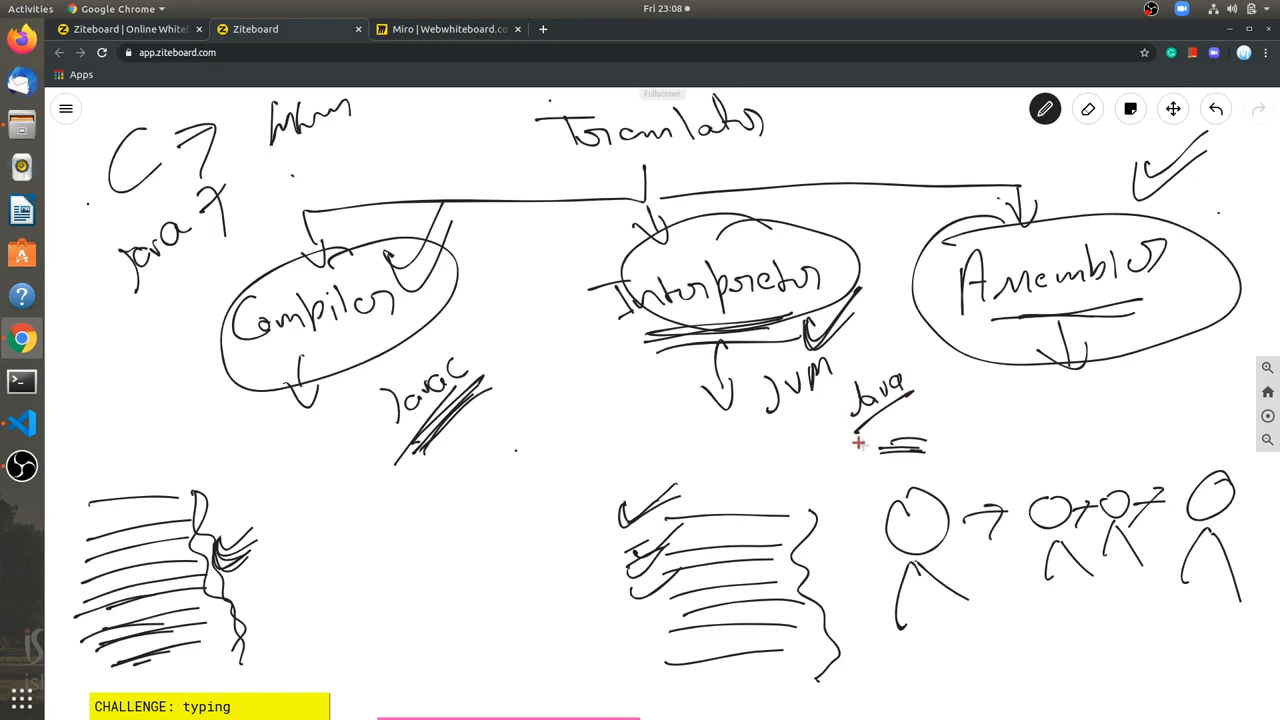 Activities
Google Chrome
Fri 23:08
Ziteboard | Online White
Ziteboard
Miro | Webwhiteboard.co
app.ziteboard.com
Apps
Fullscreen
C
Translator
java
Compiler
Interpretor
Assembler
Javac
JVM
Java
CHALLENGE: typing